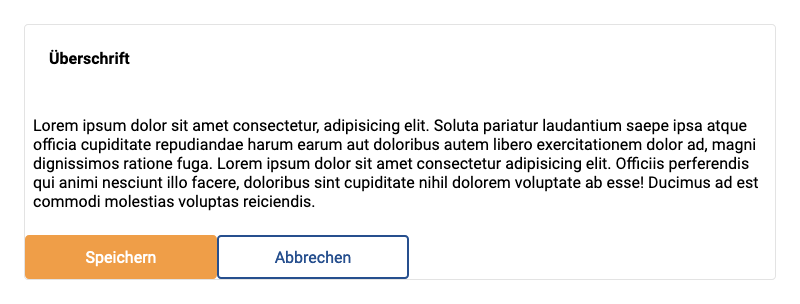 Überschrift
Lorem ipsum dolor sit amet consectetur, adipisicing elit. Soluta pariatur laudantium saepe ipsa atque
officia cupiditate repudiandae harum earum aut doloribus autem libero exercitationem dolor ad, magni
dignissimos ratione fuga. Lorem ipsum dolor sit amet consectetur adipisicing elit. Officiis perferendis
qui animi nesciunt illo facere, doloribus sint cupiditate nihil dolorem voluptate ab esse! Ducimus ad est
commodi molestias voluptas reiciendis.
Speichern Abbrechen